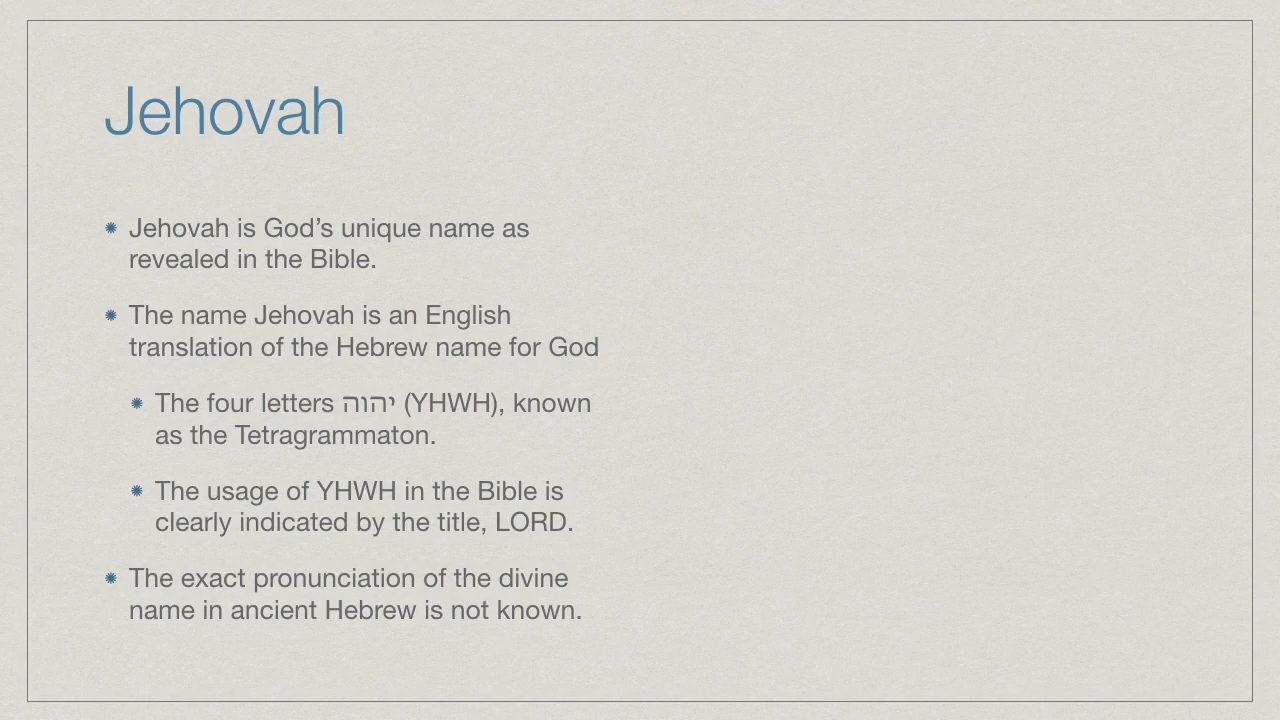 Jehovah
Jehovah is God’s unique name as
revealed in the Bible.
The name Jehovah is an English
translation of the Hebrew name for God
The four letters יהוה (YHWH), known
as the Tetragrammaton.
The usage of YHWH in the Bible is
clearly indicated by the title, LORD.
The exact pronunciation of the divine
name in ancient Hebrew is not known.